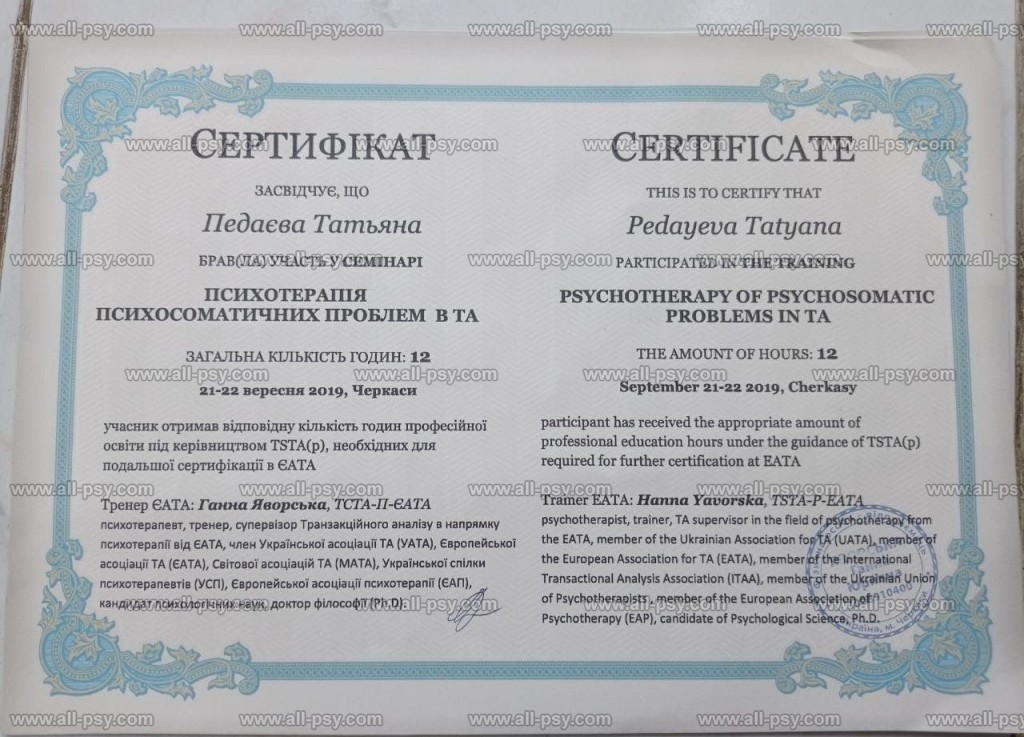 СЕРТИФІКАТ
ЗАСВІДЧУЄ, ЩО
Педаєва Татьяна
БРАВ(ЛА) УЧАСТЬ У СЕМІНАРІ
ПСИХОТЕРАПІЯ
ПСИХОСОМАТИЧНИХ ПРОБЛЕМ В ТА
ЗАГАЛЬНА КІЛЬКІСТЬ ГОДИН: 12
21-22 вересня 2019, Черкаси
учасник отримав відповідну кількість годин професійної
освіти під керівництвом TSTA(p), необхідних для
подальшої сертифікації в ЄАТА
Тренер ЄАТА: Ганна Яворська, ТСТА-П-ЄАТА
психотерапевт, тренер, супервізор Транзакційного аналізу в напрямку
психотерапії від ЄАТА, член Української асоціації ТА (УАТА), Європейської
асоціації ТА (ЄАТА), Світової асоціації ТА (МАТА), Української спілки
психотерапевтів (УСП), Європейської асоціації психотерапії (ЄАП),
кандидат психологічних наук, доктор філософії (Ph.D).
CERTIFICATE
THIS IS TO CERTIFY THAT
Pedayeva Tatyana
PARTICIPATED IN THE TRAINING
PSYCHOTHERAPY OF PSYCHOSOMATIC
PROBLEMS IN TA
THE AMOUNT OF HOURS: 12
September 21-22 2019, Cherkasy
participant has received the appropriate amount of
professional education hours under the guidance of TSTA(p)
required for further certification at EATA
Trainer EATA: Hanna Yavorska, TSTA-P-EATA
psychotherapist, trainer, TA supervisor in the field of psychotherapy from
the EATA, member of the Ukrainian Association for TA (UATA), member of
the European Association for TA (EATA), member of the International
Transactional Analysis Association (ITAA), member of the Ukrainian Union
of Psychotherapists, member of the European Association of
Psychotherapy (EAP), candidate of Psychological Science, Ph.D.
www.all-psy.com